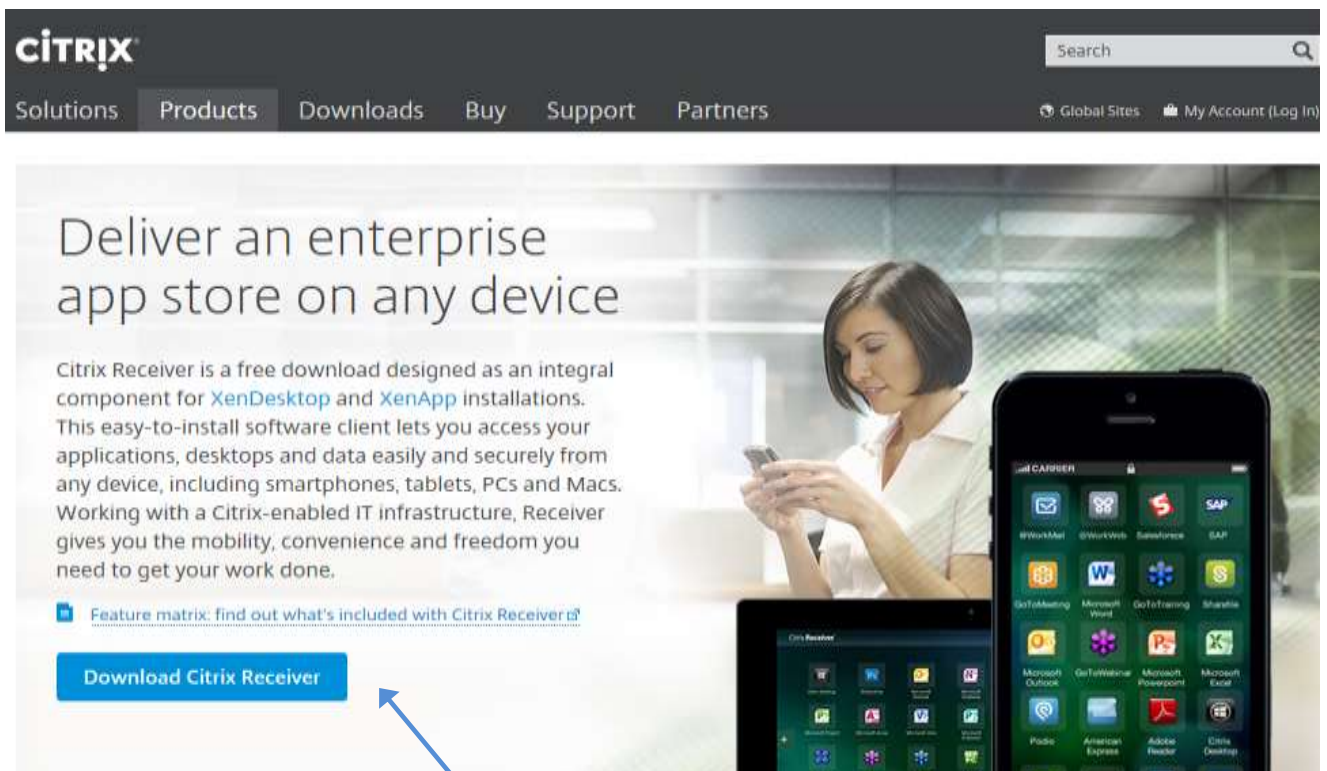 CİTRIX
Search
Solutions Products Downloads Buy Support Partners
Global Sites My Account (Log In)
Deliver an enterprise
app store on any device
Citrix Receiver is a free download designed as an integral
component for XenDesktop and XenApp installations.
This easy-to-install software client lets you access your
applications, desktops and data easily and securely from
any device, including smartphones, tablets, PCs and Macs.
Working with a Citrix-enabled IT infrastructure, Receiver
gives you the mobility, convenience and freedom you
need to get your work done.
Feature matrix: find out what's included with Citrix Receiver
Download Citrix Receiver
CARRIER
@WorkMail @WorkWeb Salesforce SAP
SAP
GoToMeeting Microsoft Word GoToTraining Sharefile
Microsoft Outlook GoToWebinar Microsoft Powerpoint Microsoft Excel
Podio American Express Adobe Reader Citrix Desktop
Citrix Receiver